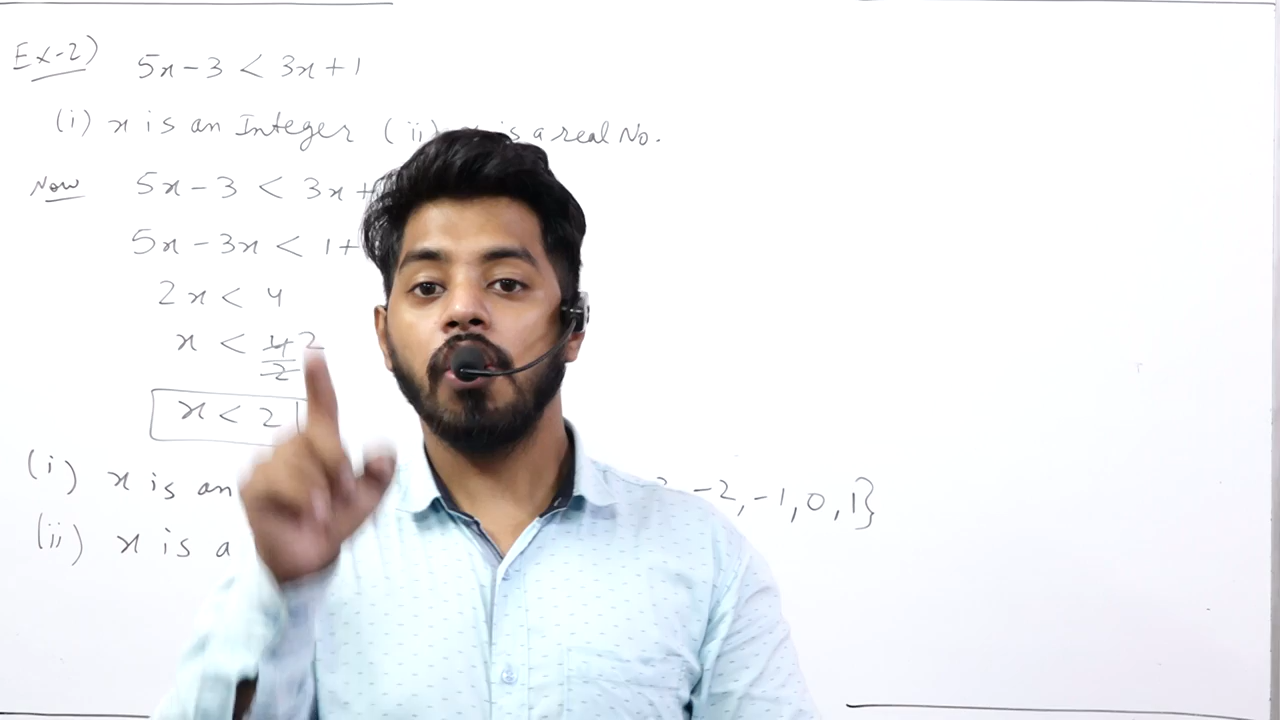 Ex-2) 5x-3 < 3x+1
(i) x is an Integer (ii) is a real No.
Now 5x-3 < 3x+
5x-3x < 1+
2x < 4
x < 4/2 2
x < 2
(i) x is an -2, -1, 0, 1}
(ii) x is a